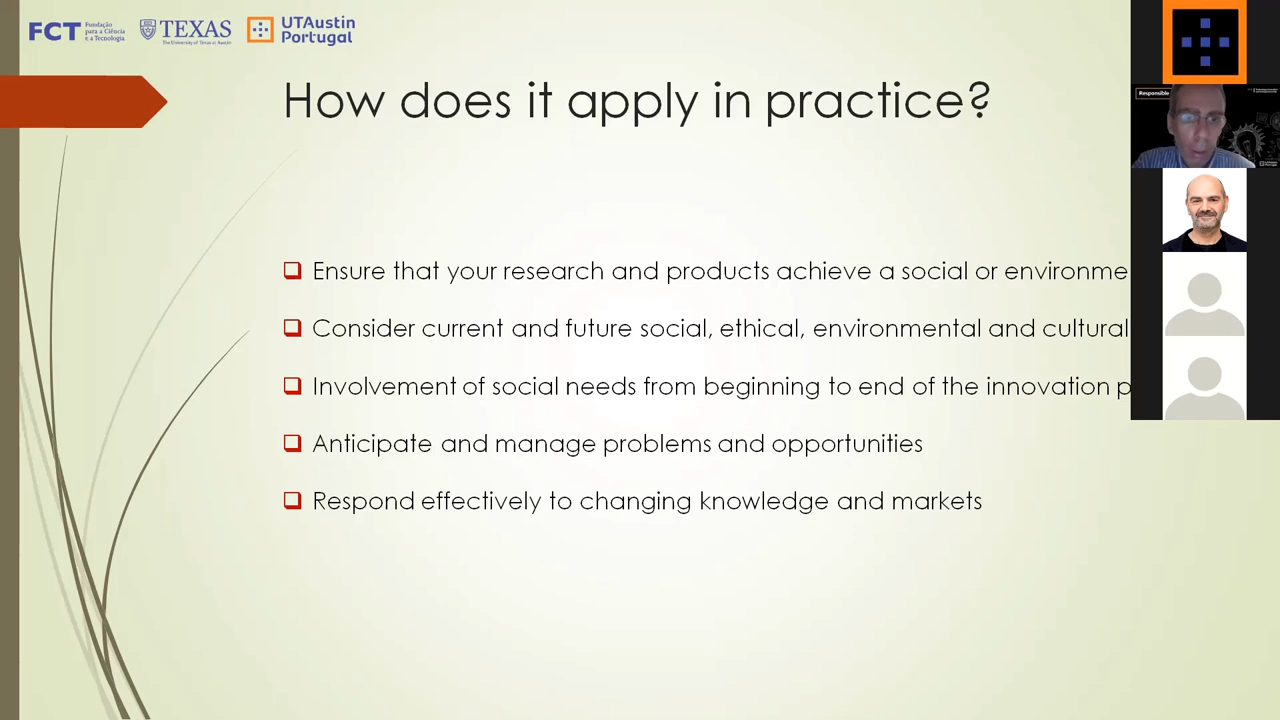 FCT Fundação
para a Ciência
e a Tecnologia
TEXAS
The University of Texas at Austin
UTAustin
Portugal
How does it apply in practice?
Ensure that your research and products achieve a social or environme
Consider current and future social, ethical, environmental and cultural
Involvement of social needs from beginning to end of the innovation p
Anticipate and manage problems and opportunities
Respond effectively to changing knowledge and markets
Responsible
UTAustin
Portugal